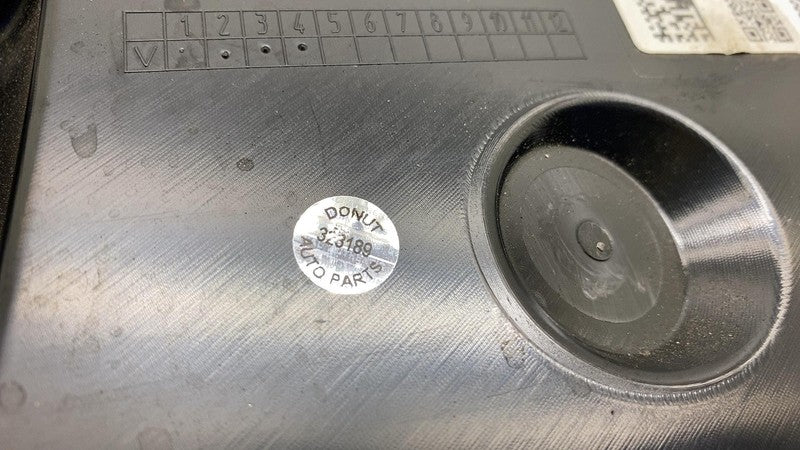 1 2 3 4 5 6 7 8 9 10 11 12
V
DONUT
323189
AUTO PARTS